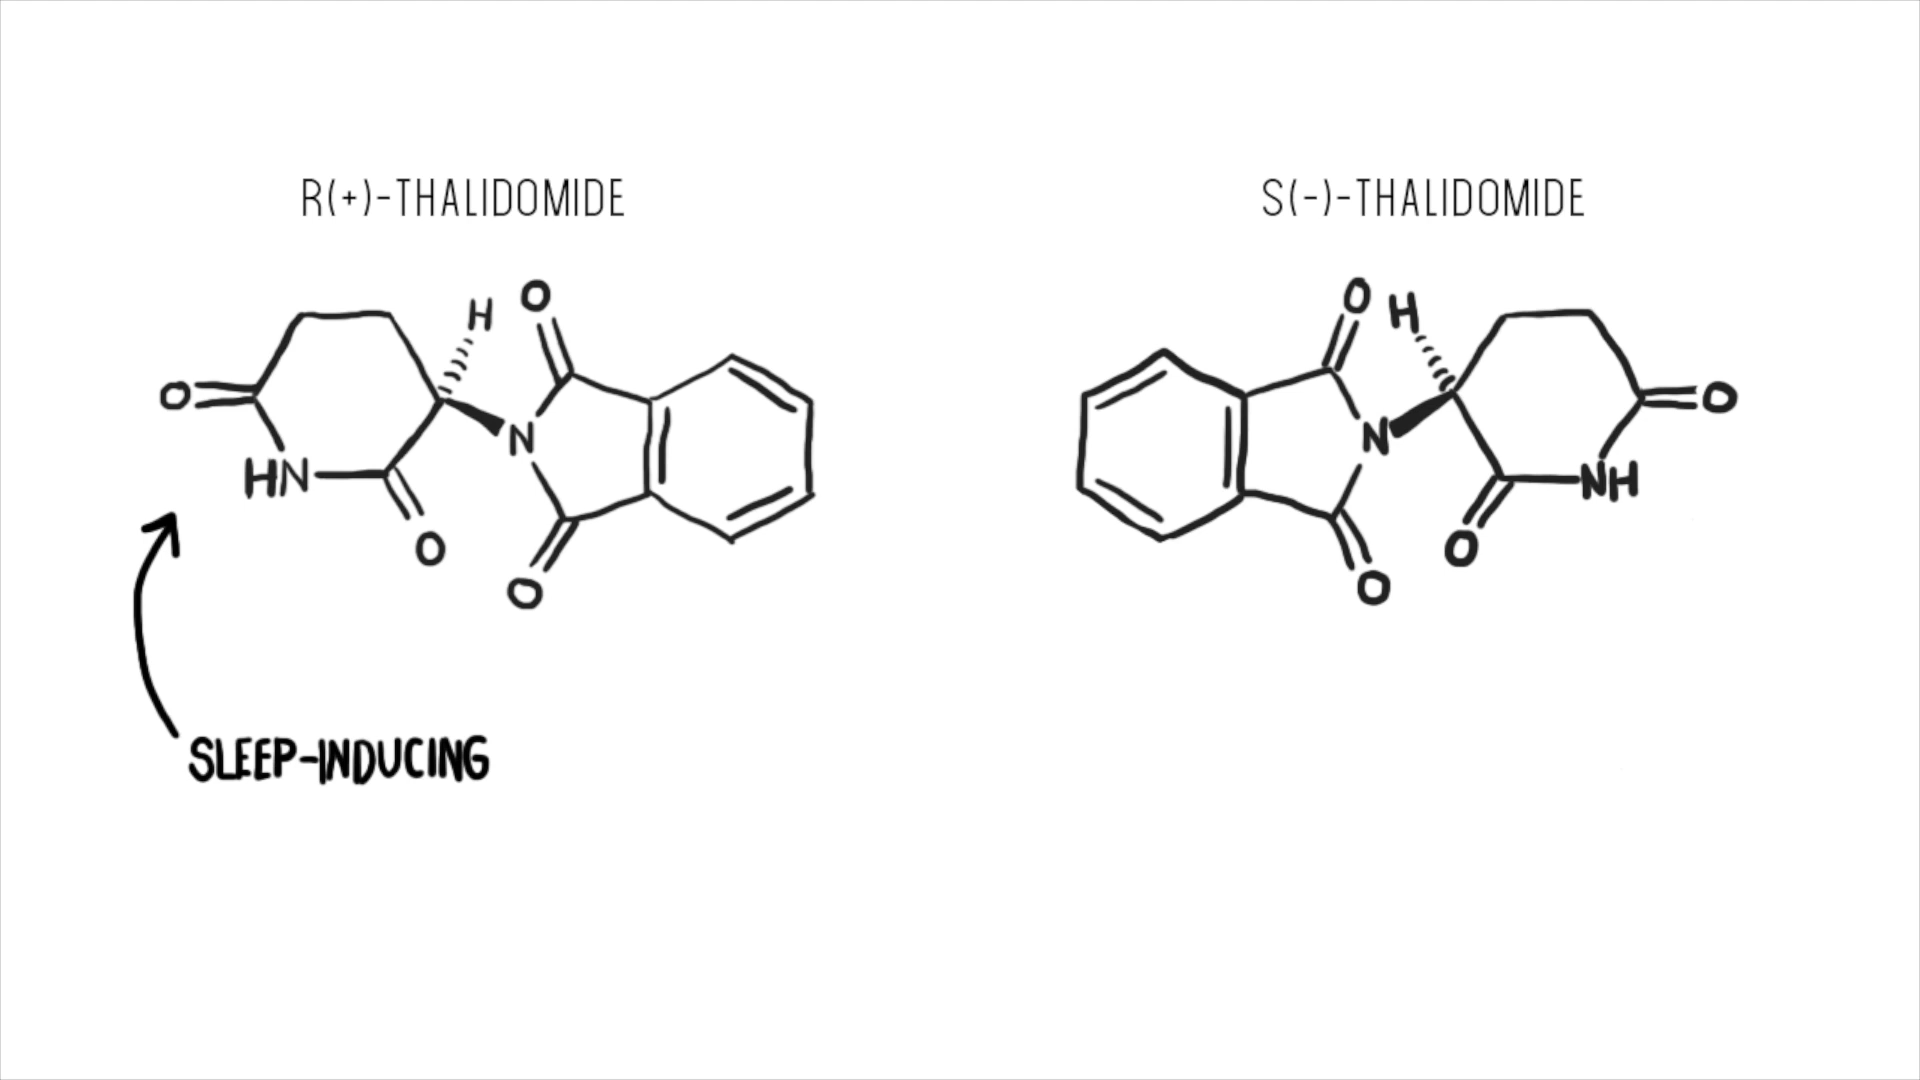 R(+)-THALIDOMIDE
S(-)-THALIDOMIDE
H
O
O
HN
N
O
O
O
H
N
O
NH
O
O
SLEEP-INDUCING